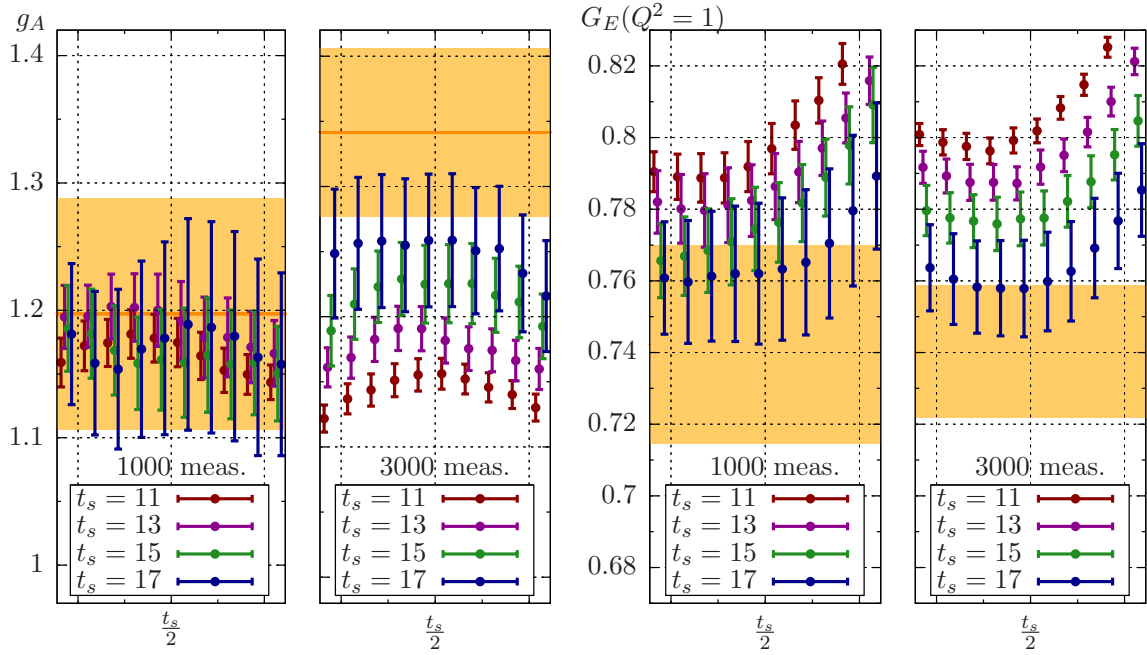 g_A
1.4
1.3
1.2
1.1
1
1000 meas.
t_s = 11
t_s = 13
t_s = 15
t_s = 17
t_s/2
3000 meas.
t_s = 11
t_s = 13
t_s = 15
t_s = 17
t_s/2
G_E(Q^2 = 1)
0.82
0.8
0.78
0.76
0.74
0.72
0.7
0.68
1000 meas.
t_s = 11
t_s = 13
t_s = 15
t_s = 17
t_s/2
3000 meas.
t_s = 11
t_s = 13
t_s = 15
t_s = 17
t_s/2